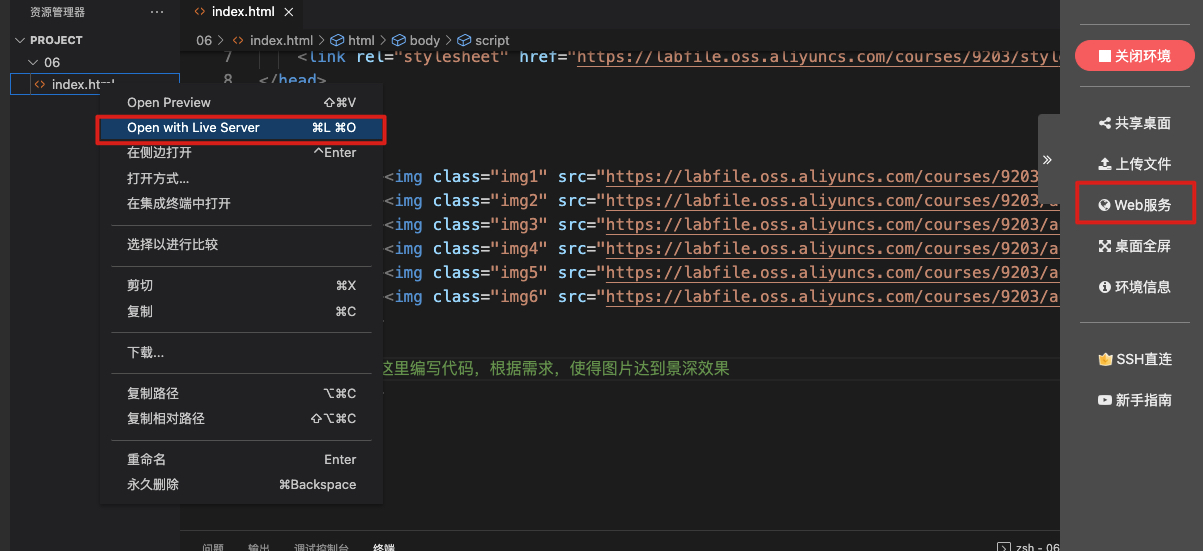 资源管理器
index.html
PROJECT
06 > index.html > html > body > script
06
7 <link rel="stylesheet" href="https://labfile.oss.aliyuncs.com/courses/9203/styl
index.html
8 </head>
Open Preview ⇧⌘V
Open with Live Server ⌘L ⌘O
在侧边打开 ^Enter
打开方式...
在集成终端中打开
选择以进行比较
剪切 ⌘X
复制 ⌘C
下载...
复制路径 ⌥⌘C
复制相对路径 ⇧⌥⌘C
重命名 Enter
永久删除 ⌘Backspace
<img class="img1" src="https://labfile.oss.aliyuncs.com/courses/9203
<img class="img2" src="https://labfile.oss.aliyuncs.com/courses/9203/a
<img class="img3" src="https://labfile.oss.aliyuncs.com/courses/9203/a
<img class="img4" src="https://labfile.oss.aliyuncs.com/courses/9203/a
<img class="img5" src="https://labfile.oss.aliyuncs.com/courses/9203/a
<img class="img6" src="https://labfile.oss.aliyuncs.com/courses/9203/a
这里编写代码，根据需求，使得图片达到景深效果
问题 输出 调试控制台 终端
zsh - 06
关闭环境
共享桌面
上传文件
Web服务
桌面全屏
环境信息
SSH直连
新手指南